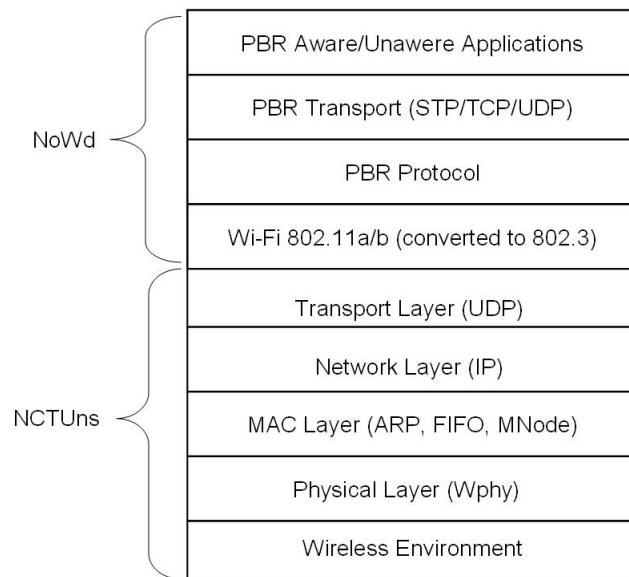 PBR Aware/Unawere Applications
PBR Transport (STP/TCP/UDP)
NoWd
PBR Protocol
Wi-Fi 802.11a/b (converted to 802.3)
Transport Layer (UDP)
Network Layer (IP)
NCTUns
MAC Layer (ARP, FIFO, MNode)
Physical Layer (Wphy)
Wireless Environment